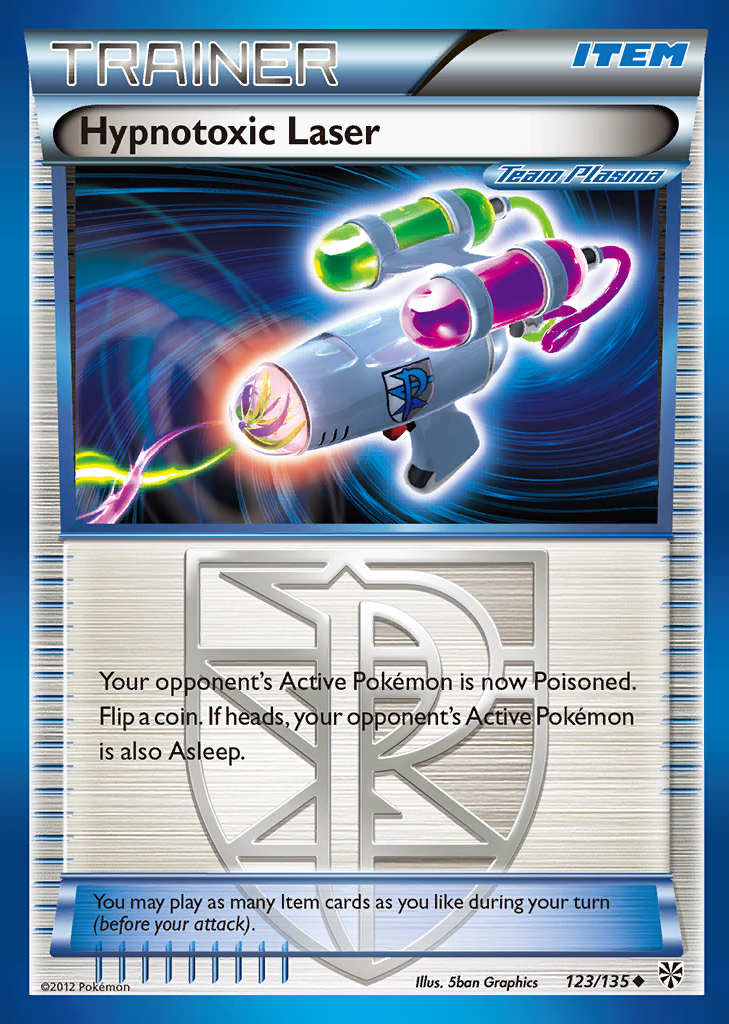 TRAINER
ITEM
Hypnotoxic Laser
Team Plasma
Your opponent's Active Pokémon is now Poisoned.
Flip a coin. If heads, your opponent's Active Pokémon
is also Asleep.
You may play as many Item cards as you like during your turn
(before your attack).
©2012 Pokémon
Illus. 5ban Graphics
123/135